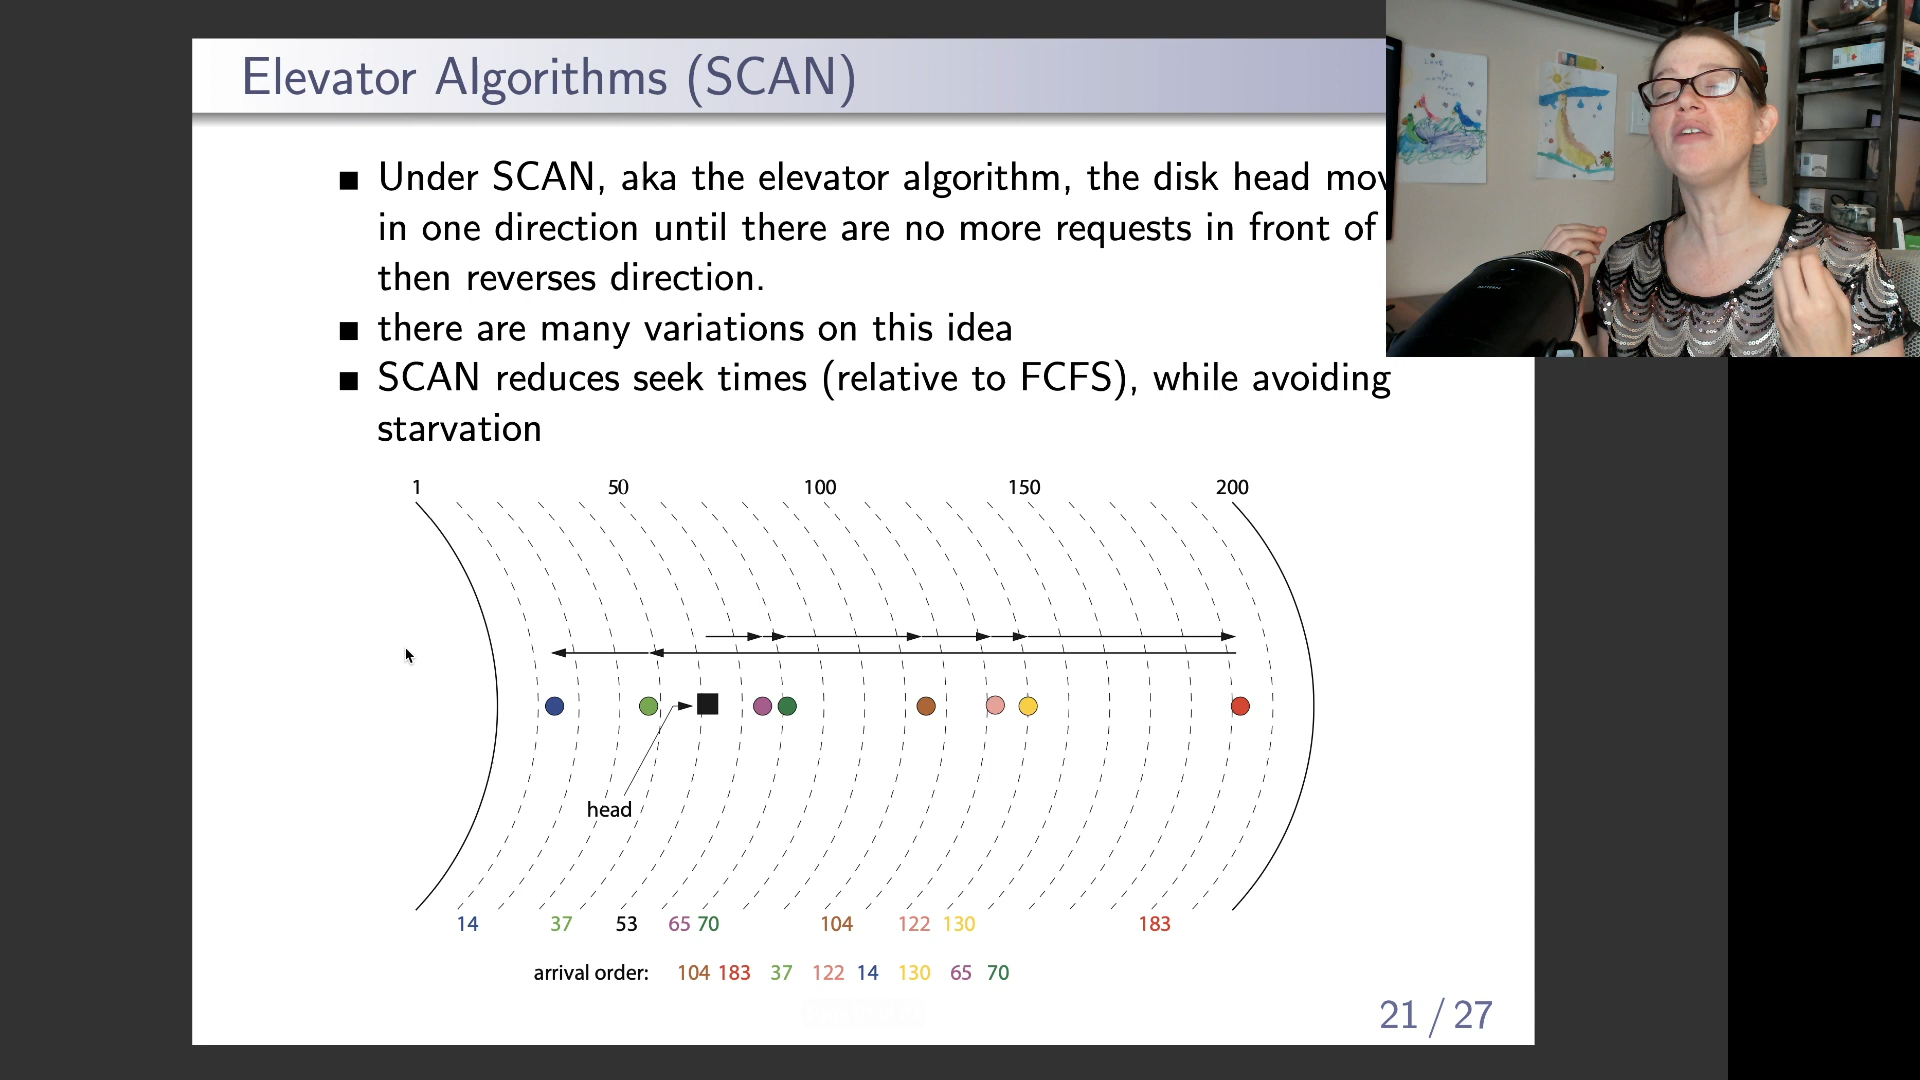 Elevator Algorithms (SCAN)
Under SCAN, aka the elevator algorithm, the disk head mov
in one direction until there are no more requests in front of
then reverses direction.
there are many variations on this idea
SCAN reduces seek times (relative to FCFS), while avoiding
starvation
1 50 100 150 200
head
14 37 53 65 70 104 122 130 183
arrival order: 104 183 37 122 14 130 65 70
21 / 27